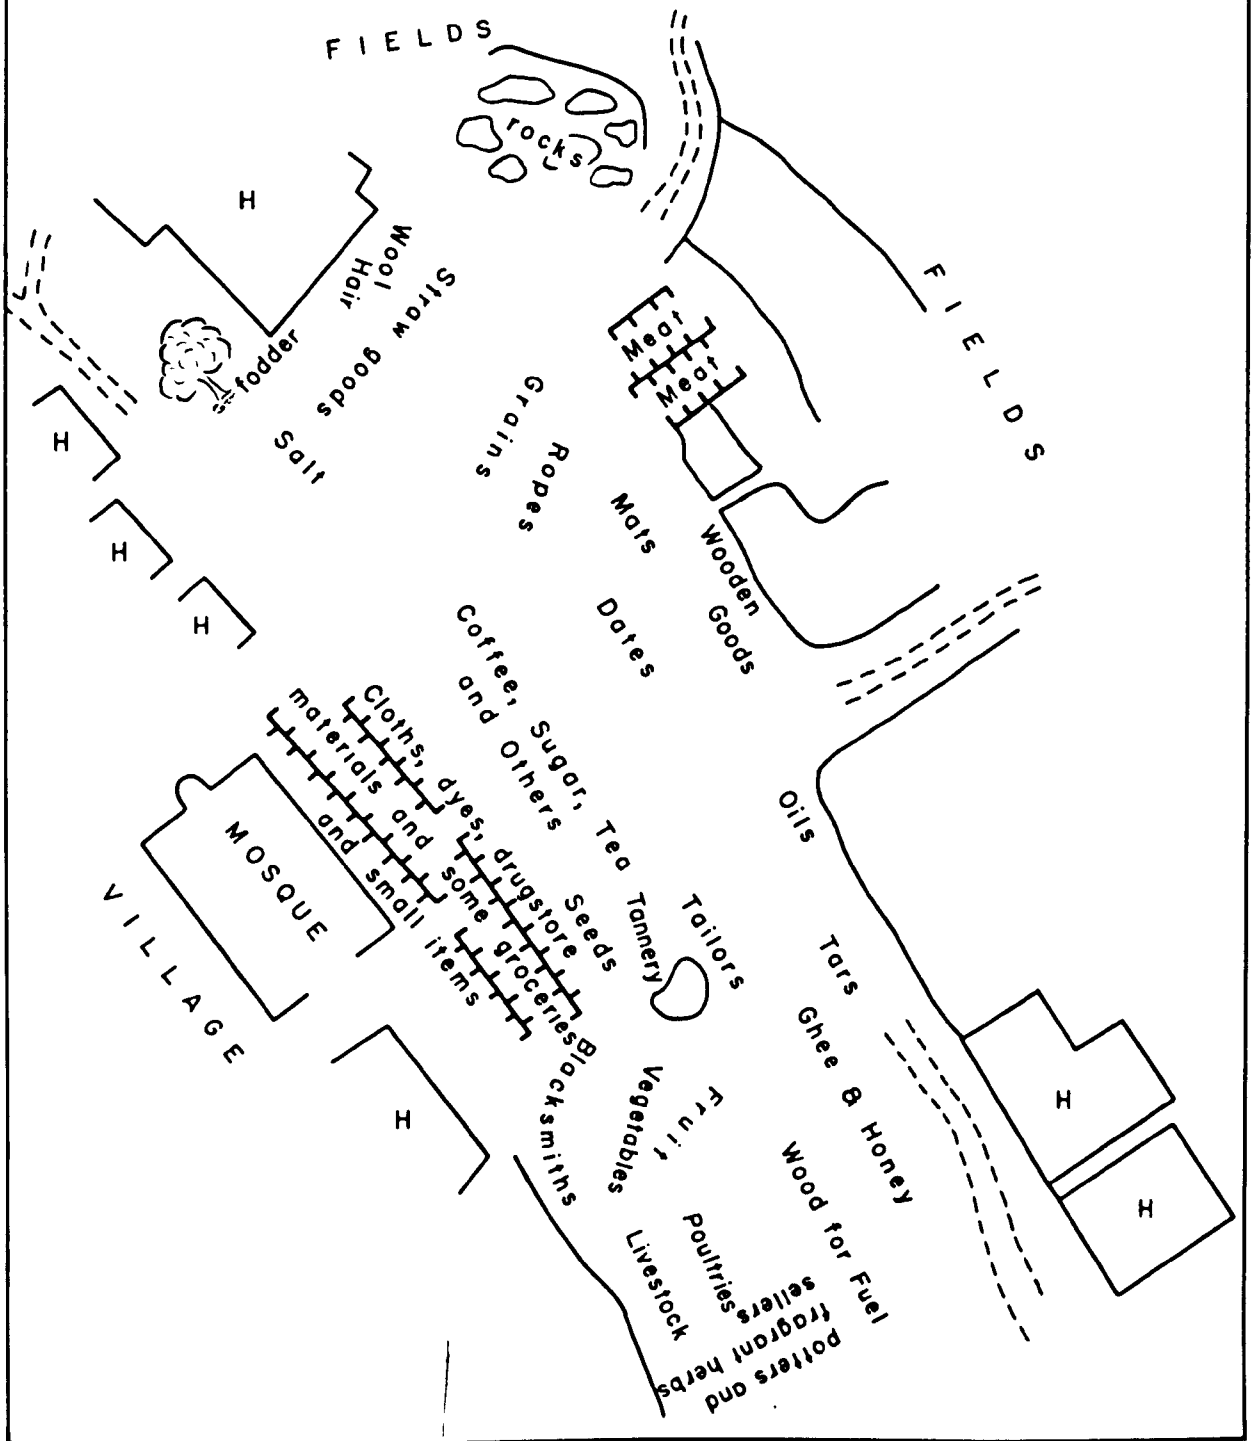 FIELDS
rocks
H
Wool
Hair
Straw goods
fodder
Salt
FIELDS
Meat
Meat
Grains
Ropes
Mats
Wooden
Goods
H
H
H
Dates
Coffee, Sugar, Tea
and Others
Cloths, dyes, drugstore
materials and some groceries
and small items
MOSQUE
VILLAGE
Oils
Seeds
Tannery
Tailors
Tars
Ghee & Honey
Blacksmiths
Vegetables
Fruit
H
H
H
Wood for Fuel
Poultries
Livestock
potters and
fragrant herbs
sellers